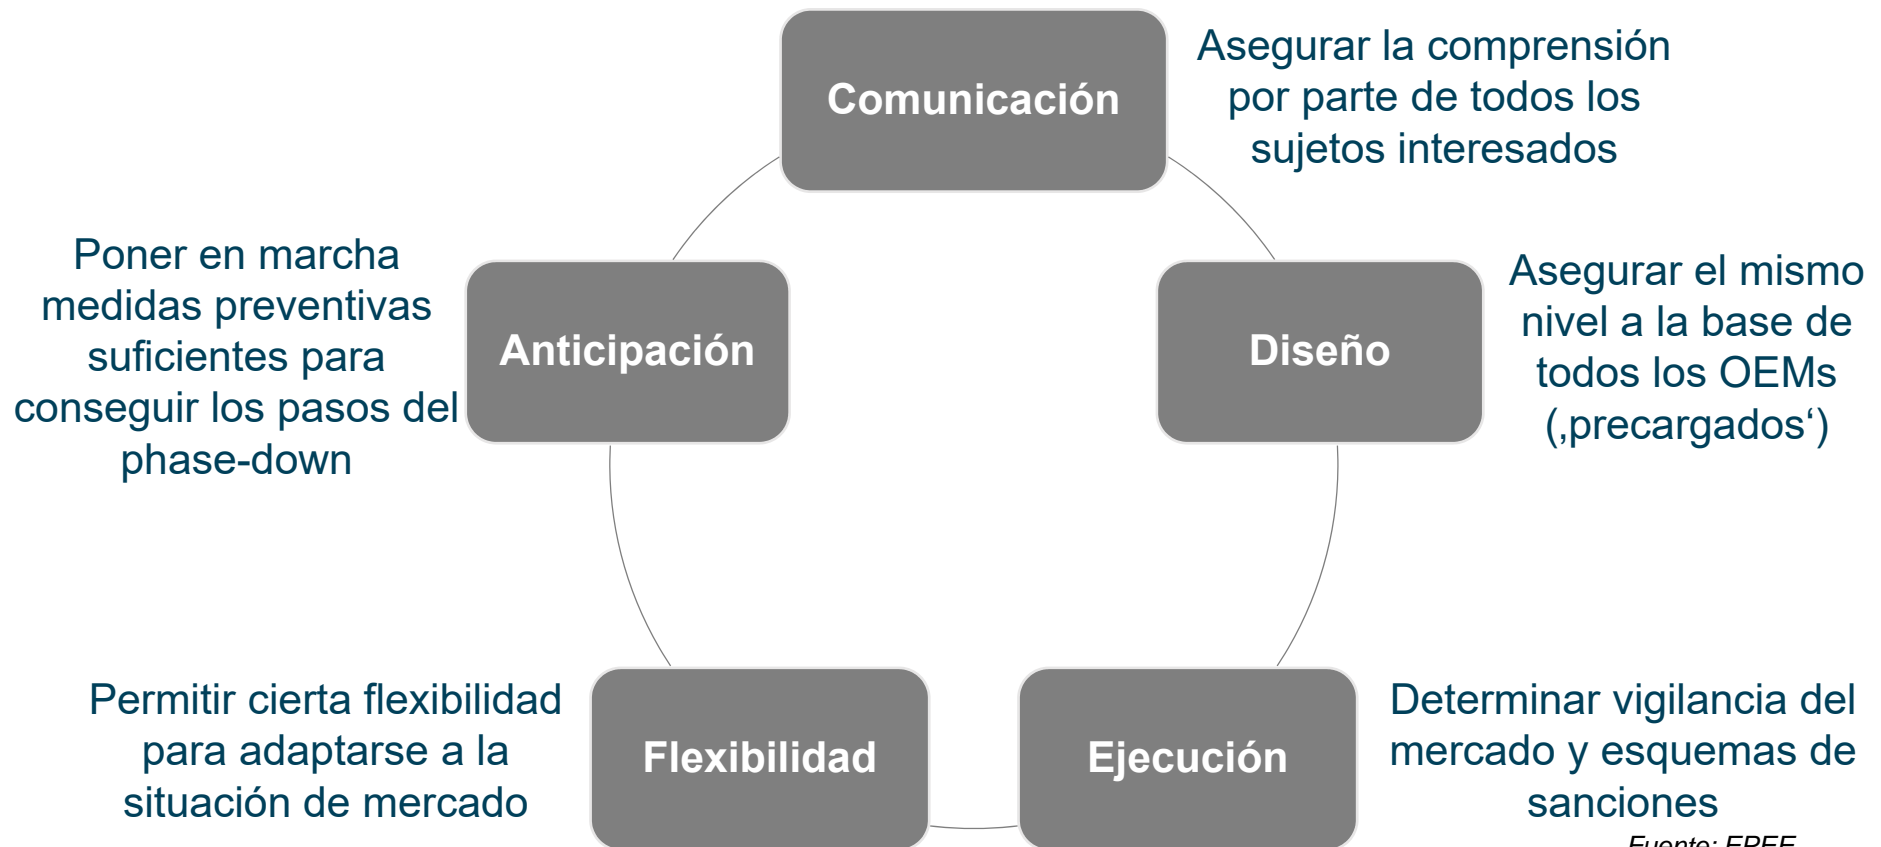 Comunicación
Asegurar la comprensión
por parte de todos los
sujetos interesados
Diseño
Asegurar el mismo
nivel a la base de
todos los OEMs
(‚precargados‘)
Ejecución
Determinar vigilancia del
mercado y esquemas de
sanciones
Flexibilidad
Permitir cierta flexibilidad
para adaptarse a la
situación de mercado
Anticipación
Poner en marcha
medidas preventivas
suficientes para
conseguir los pasos del
phase-down
Fuente: EPEE